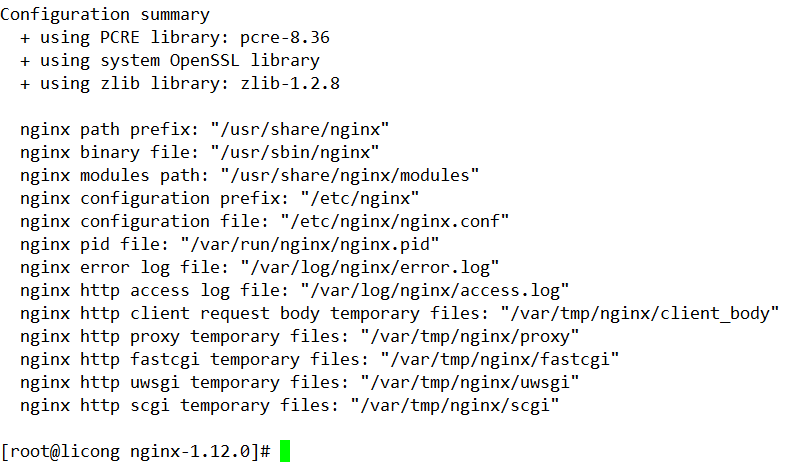 Configuration summary
+ using PCRE library: pcre-8.36
+ using system OpenSSL library
+ using zlib library: zlib-1.2.8
nginx path prefix: "/usr/share/nginx"
nginx binary file: "/usr/sbin/nginx"
nginx modules path: "/usr/share/nginx/modules"
nginx configuration prefix: "/etc/nginx"
nginx configuration file: "/etc/nginx/nginx.conf"
nginx pid file: "/var/run/nginx/nginx.pid"
nginx error log file: "/var/log/nginx/error.log"
nginx http access log file: "/var/log/nginx/access.log"
nginx http client request body temporary files: "/var/tmp/nginx/client_body"
nginx http proxy temporary files: "/var/tmp/nginx/proxy"
nginx http fastcgi temporary files: "/var/tmp/nginx/fastcgi"
nginx http uwsgi temporary files: "/var/tmp/nginx/uwsgi"
nginx http scgi temporary files: "/var/tmp/nginx/scgi"
[root@licong nginx-1.12.0]#